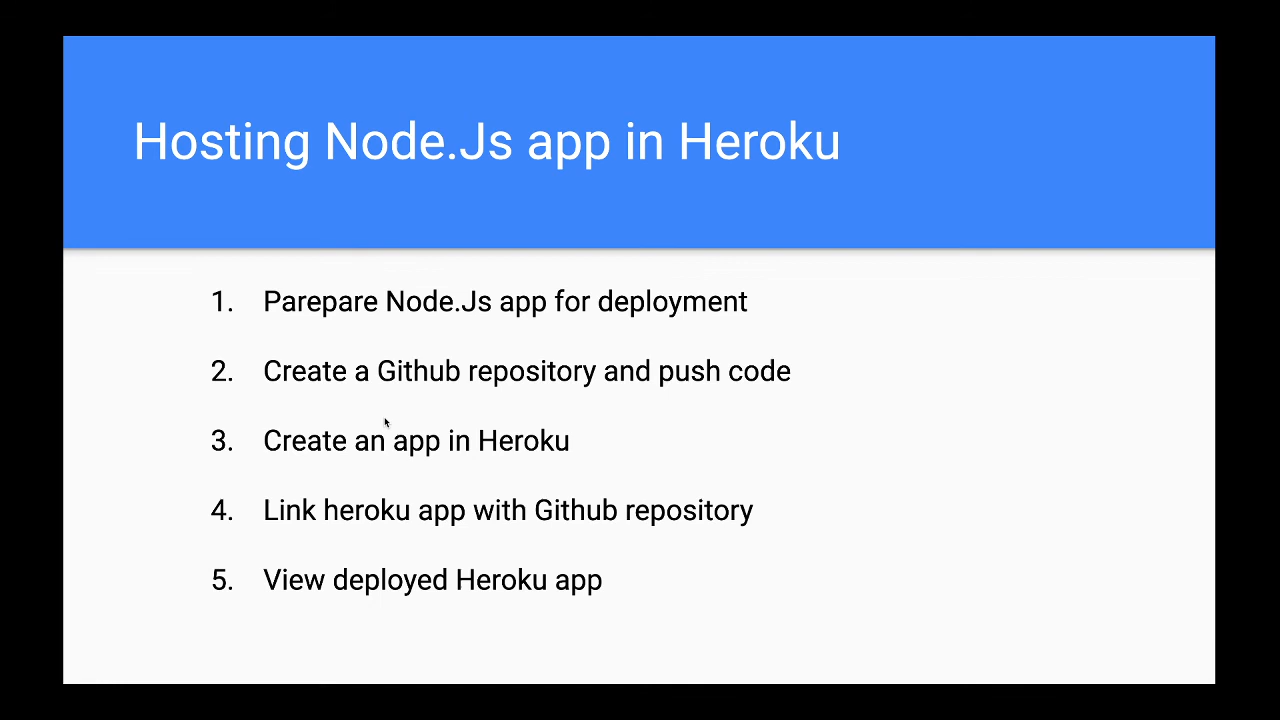 Hosting Node.Js app in Heroku
1. Parepare Node.Js app for deployment
2. Create a Github repository and push code
3. Create an app in Heroku
4. Link heroku app with Github repository
5. View deployed Heroku app